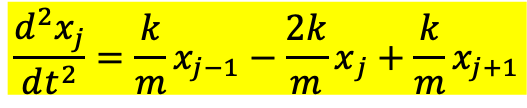 d²xⱼ/dt² = k/m xⱼ₋₁ − 2k/m xⱼ + k/m xⱼ₊₁